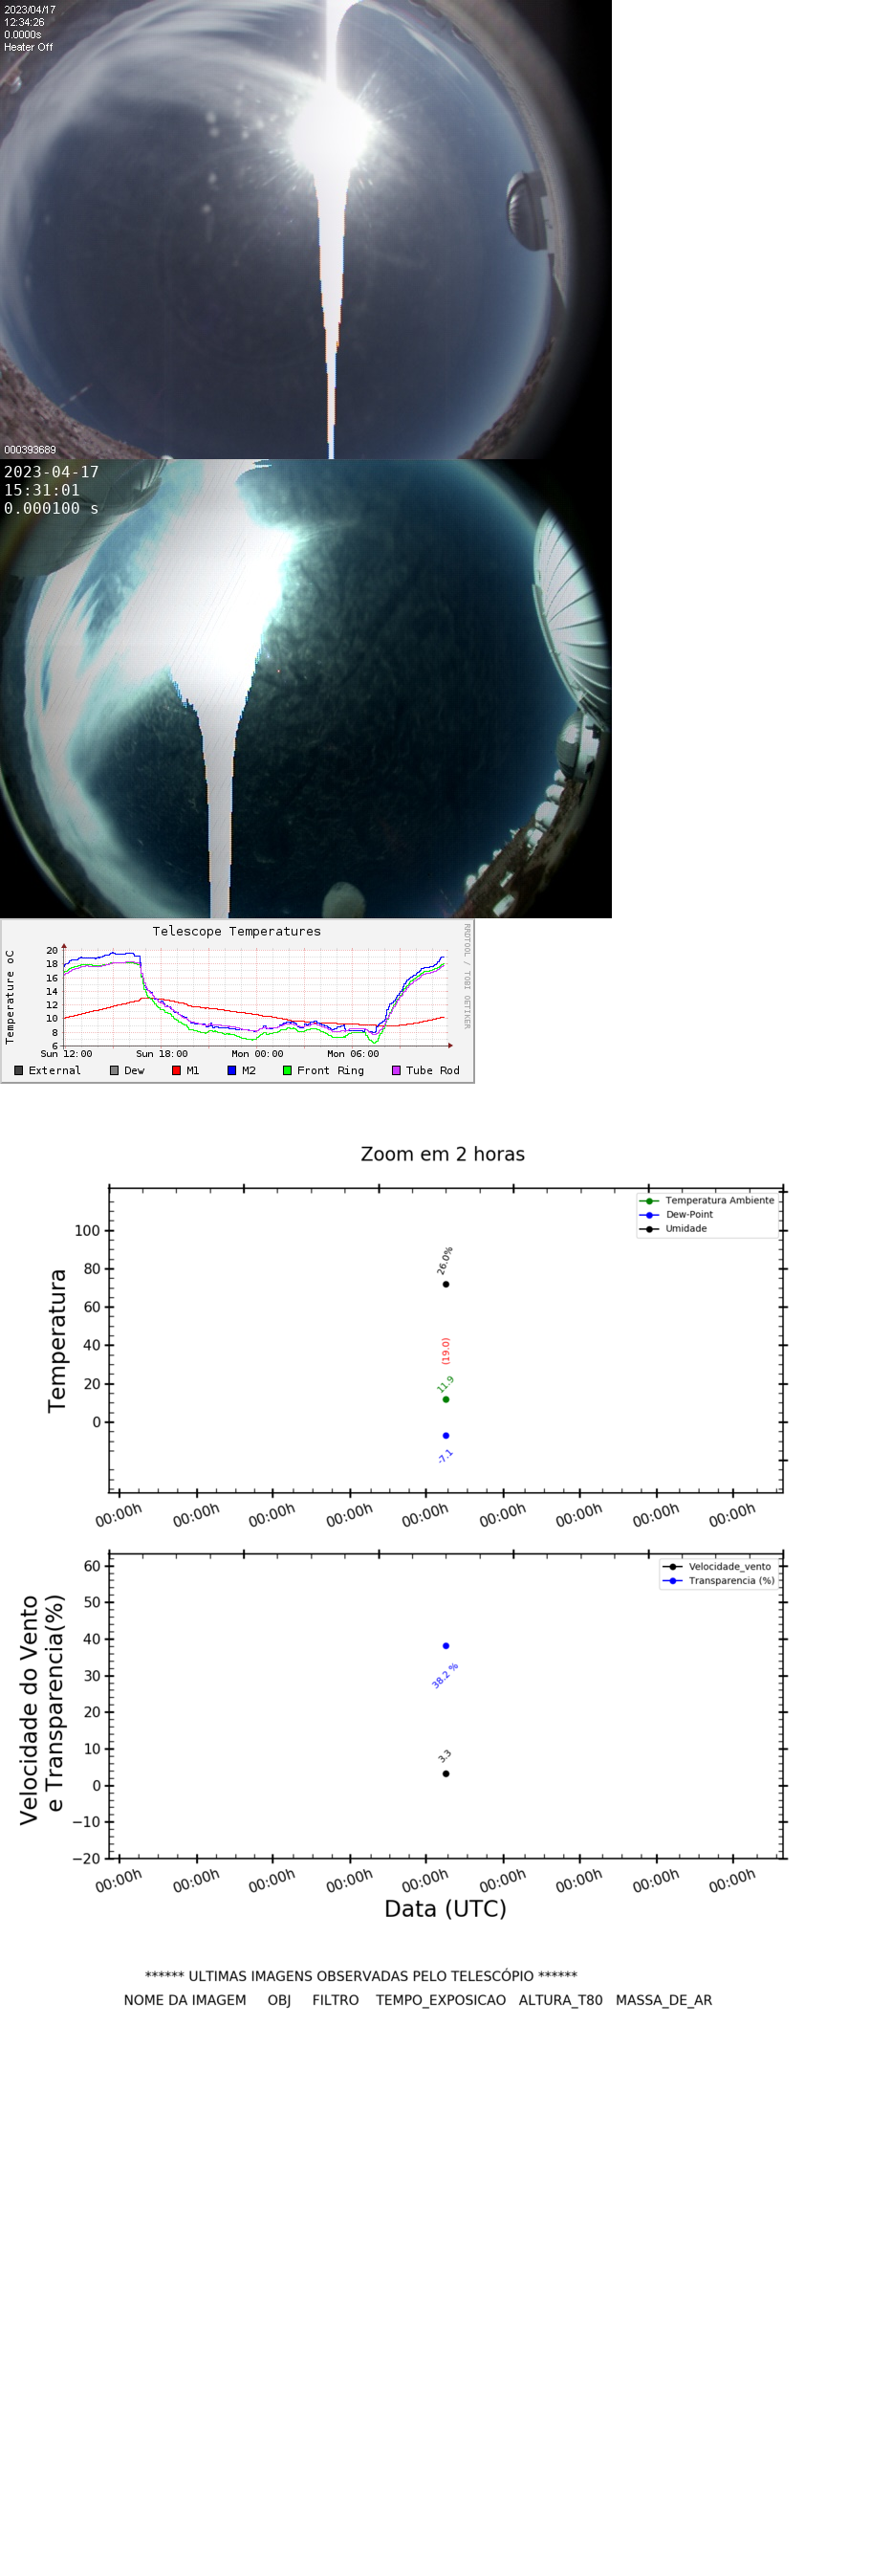 2023/04/17
12:34:26
0.0000s
Heater Off
000393689
2023-04-17
15:31:01
0.000100 s
Telescope Temperatures
RRDTOOL / TOBI OETIKER
Temperature oC
20
18
16
14
12
10
8
6
Sun 12:00 Sun 18:00 Mon 00:00 Mon 06:00
External Dew M1 M2 Front Ring Tube Rod
Zoom em 2 horas
Temperatura Ambiente
Dew-Point
Umidade
Temperatura
100
80
60
40
20
0
26.0%
(19.0)
11.9
-7.1
00:00h 00:00h 00:00h 00:00h 00:00h 00:00h 00:00h 00:00h 00:00h
Velocidade_vento
Transparencia (%)
Velocidade do Vento
e Transparencia(%)
60
50
40
30
20
10
0
−10
−20
38.2 %
3.3
00:00h 00:00h 00:00h 00:00h 00:00h 00:00h 00:00h 00:00h 00:00h
Data (UTC)
****** ULTIMAS IMAGENS OBSERVADAS PELO TELESCÓPIO ******
NOME DA IMAGEM OBJ FILTRO TEMPO_EXPOSICAO ALTURA_T80 MASSA_DE_AR